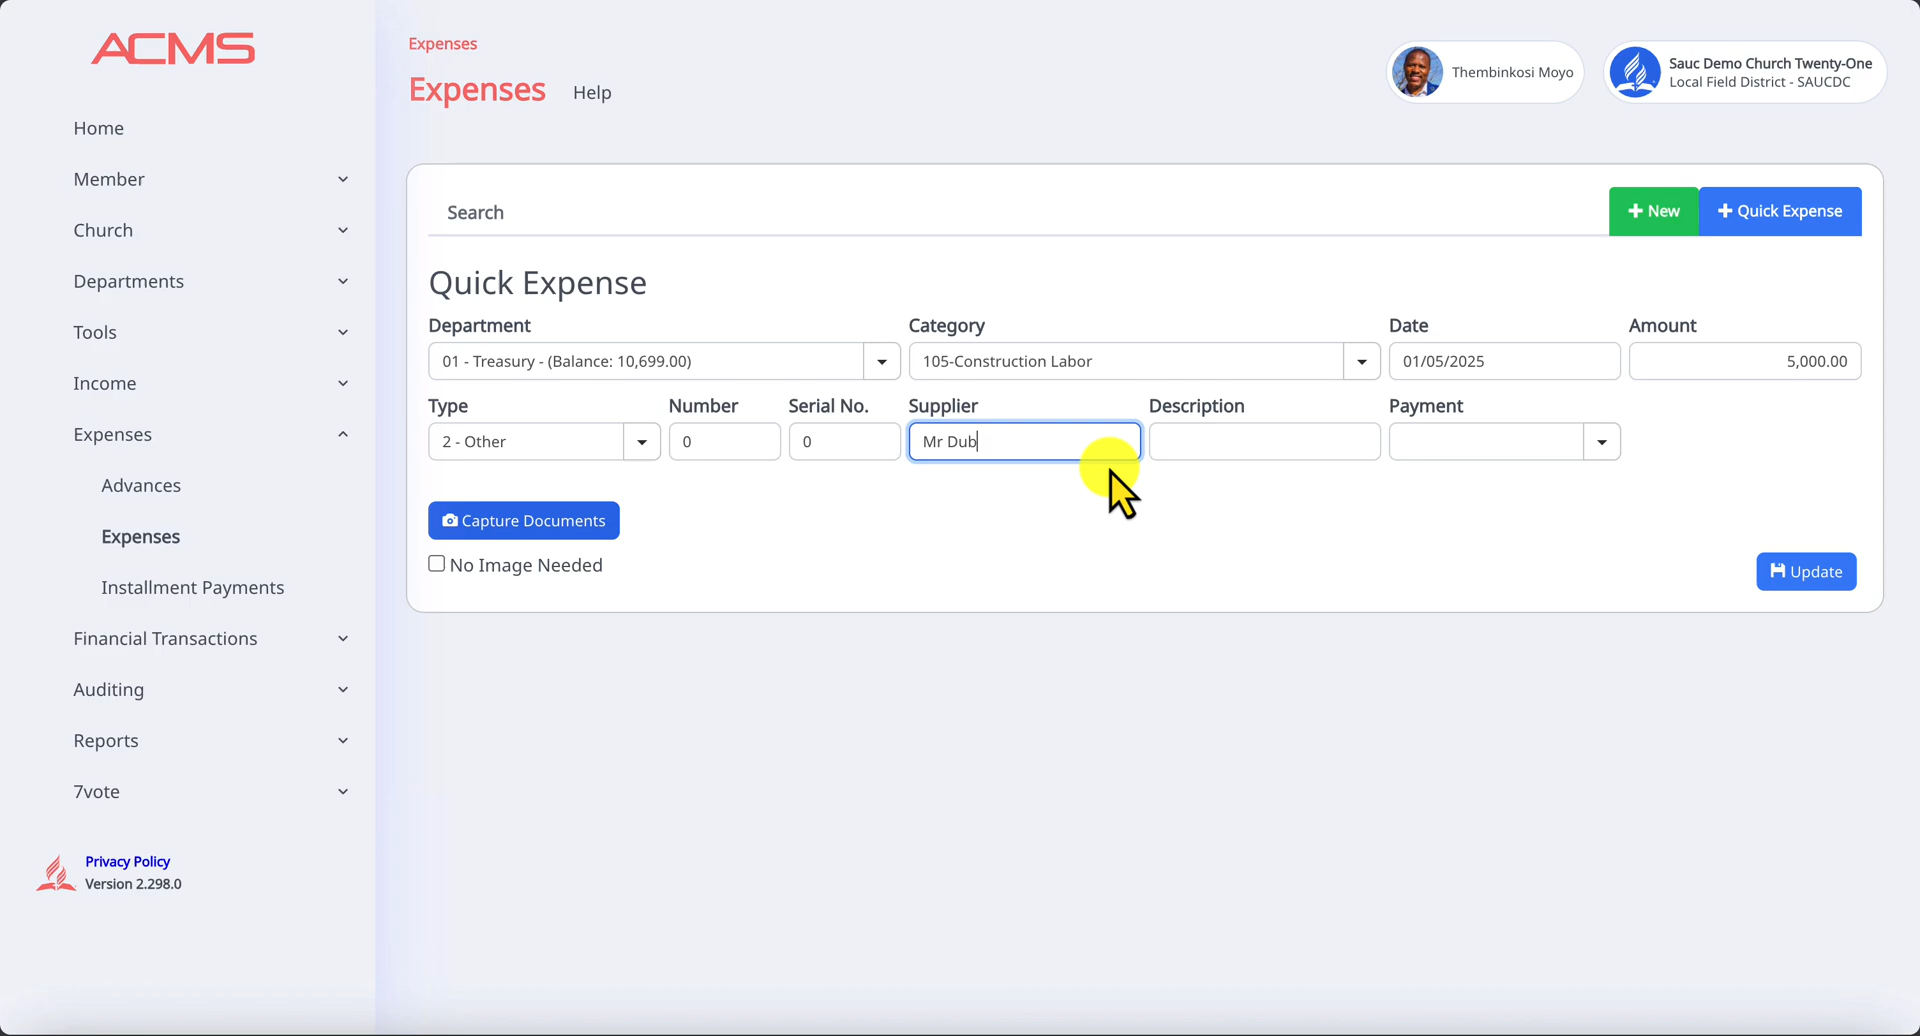 ACMS
Home
Member
Church
Departments
Tools
Income
Expenses
Advances
Expenses
Installment Payments
Financial Transactions
Auditing
Reports
7vote
Privacy Policy
Version 2.298.0
Expenses
Expenses
Help
Thembinkosi Moyo
Sauc Demo Church Twenty-One
Local Field District - SAUCDC
Search
New
Quick Expense
Quick Expense
Department
Category
Date
Amount
01 - Treasury - (Balance: 10,699.00)
105-Construction Labor
01/05/2025
5,000.00
Type
Number
Serial No.
Supplier
Description
Payment
2 - Other
0
0
Mr Dub
Capture Documents
No Image Needed
Update